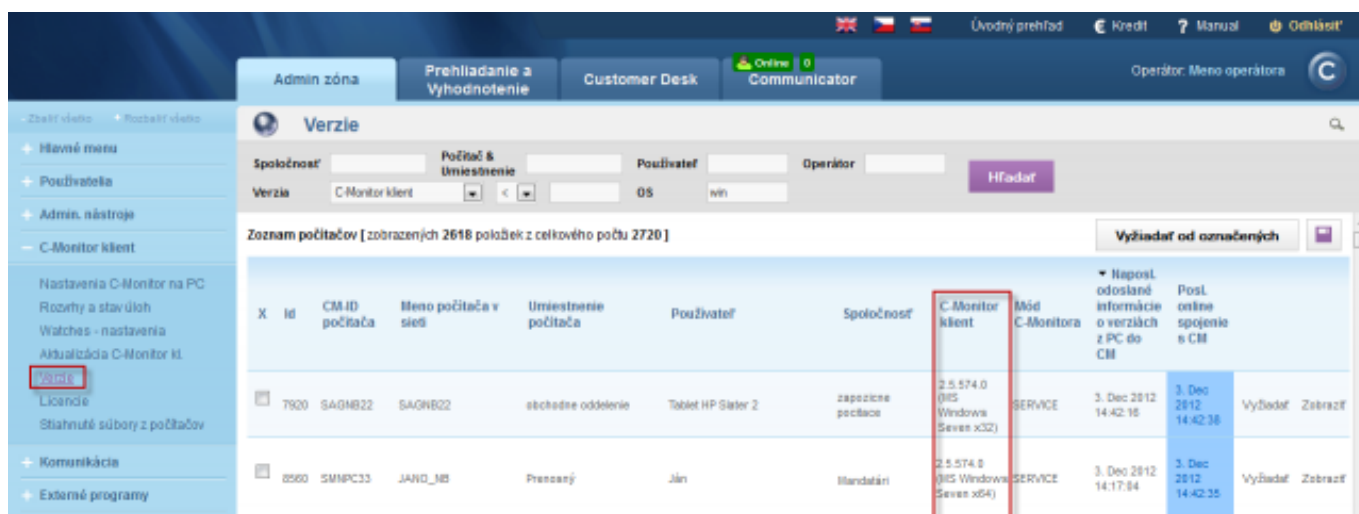 Úvodný prehľad € Kredit ? Manual Odhlásiť
Admin zóna
Prehliadanie a
Vyhodnotenie
Customer Desk
Online 0
Communicator
Operátor: Meno operátora
Zbaliť všetko Rozbaliť všetko
Hlavné menu
Používatelia
Admin. nástroje
C-Monitor klient
Nastavenia C-Monitor na PC
Rozvrhy a stav úloh
Watches - nastavenia
Aktualizácia C-Monitor kl.
Verzie
Licencie
Stiahnuté súbory z počítačov
Komunikácia
Externé programy
Verzie
Spoločnosť
Počítač &
Umiestnenie
Používateľ
Operátor
Verzia C-Monitor klient <
OS win
Hľadať
Zoznam počítačov [ zobrazených 2618 položiek z celkového počtu 2720 ]
Vyžiadať od označených
X
Id
CM-ID
počítača
Meno počítača v
sieti
Umiestnenie
počítača
Používateľ
Spoločnosť
C-Monitor
klient
Mód
C-Monitora
Naposl.
odoslané
informácie
o verziách
z PC do
CM
Posl.
online
spojenie
s CM
7920 SAGNB22 SAGNB22 obchodne oddelenie Tablet HP Slater 2
zapozicne
pocitace
2.5.574.0
(MS
Windows
Seven x32)
SERVICE
3. Dec 2012
14:42:16
3. Dec
2012
14:42:38
Vyžiadať Zobraziť
8560 SMNPC33 JANO_NB Prenosný Ján Mandatári
2.5.574.0
(MS Windows
Seven x64)
SERVICE
3. Dec 2012
14:17:04
3. Dec
2012
14:42:35
Vyžiadať Zobraziť